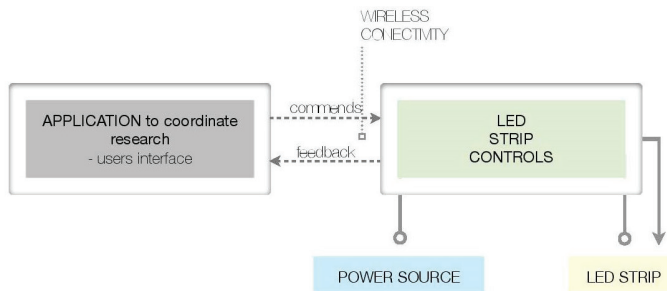 WIRELESS
CONECTIVITY
commends
APPLICATION to coordinate
research
- users interface
feedback
LED
STRIP
CONTROLS
POWER SOURCE
LED STRIP